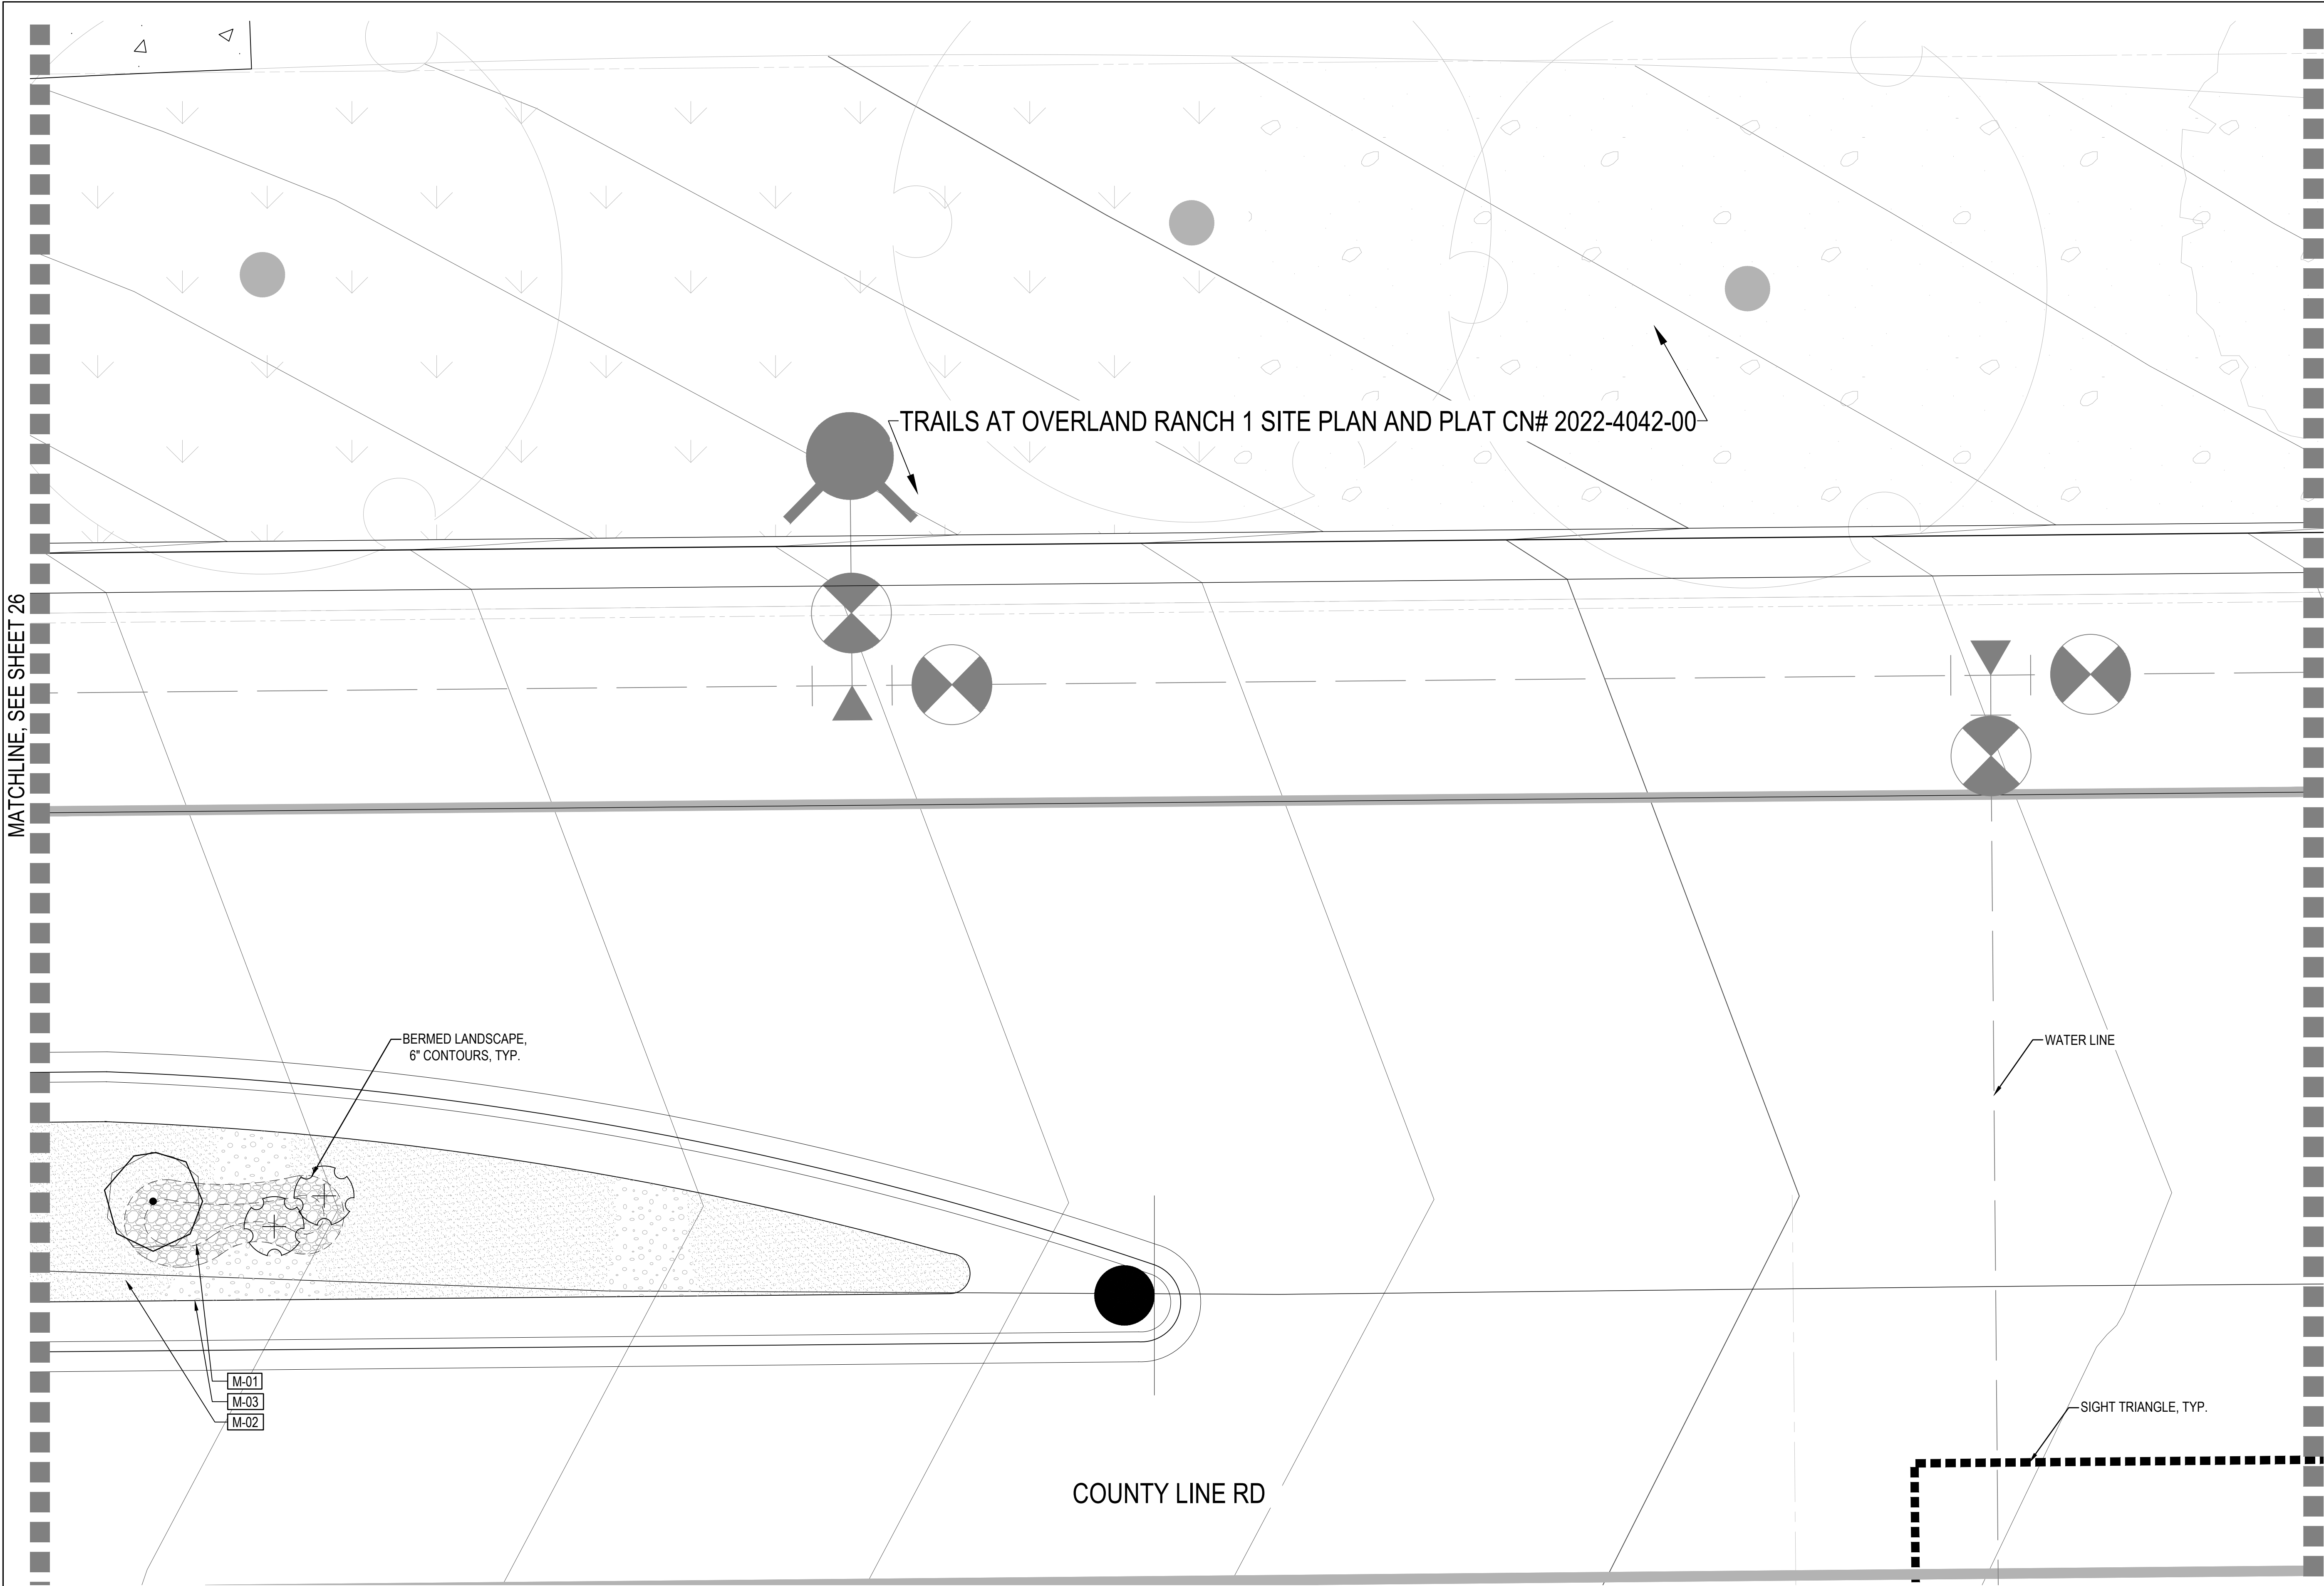 TRAILS AT OVERLAND RANCH 1 SITE PLAN AND PLAT CN# 2022-4042-00
MATCHLINE, SEE SHEET 26
BERMED LANDSCAPE,
6" CONTOURS, TYP.
WATER LINE
M-01
M-03
M-02
SIGHT TRIANGLE, TYP.
COUNTY LINE RD